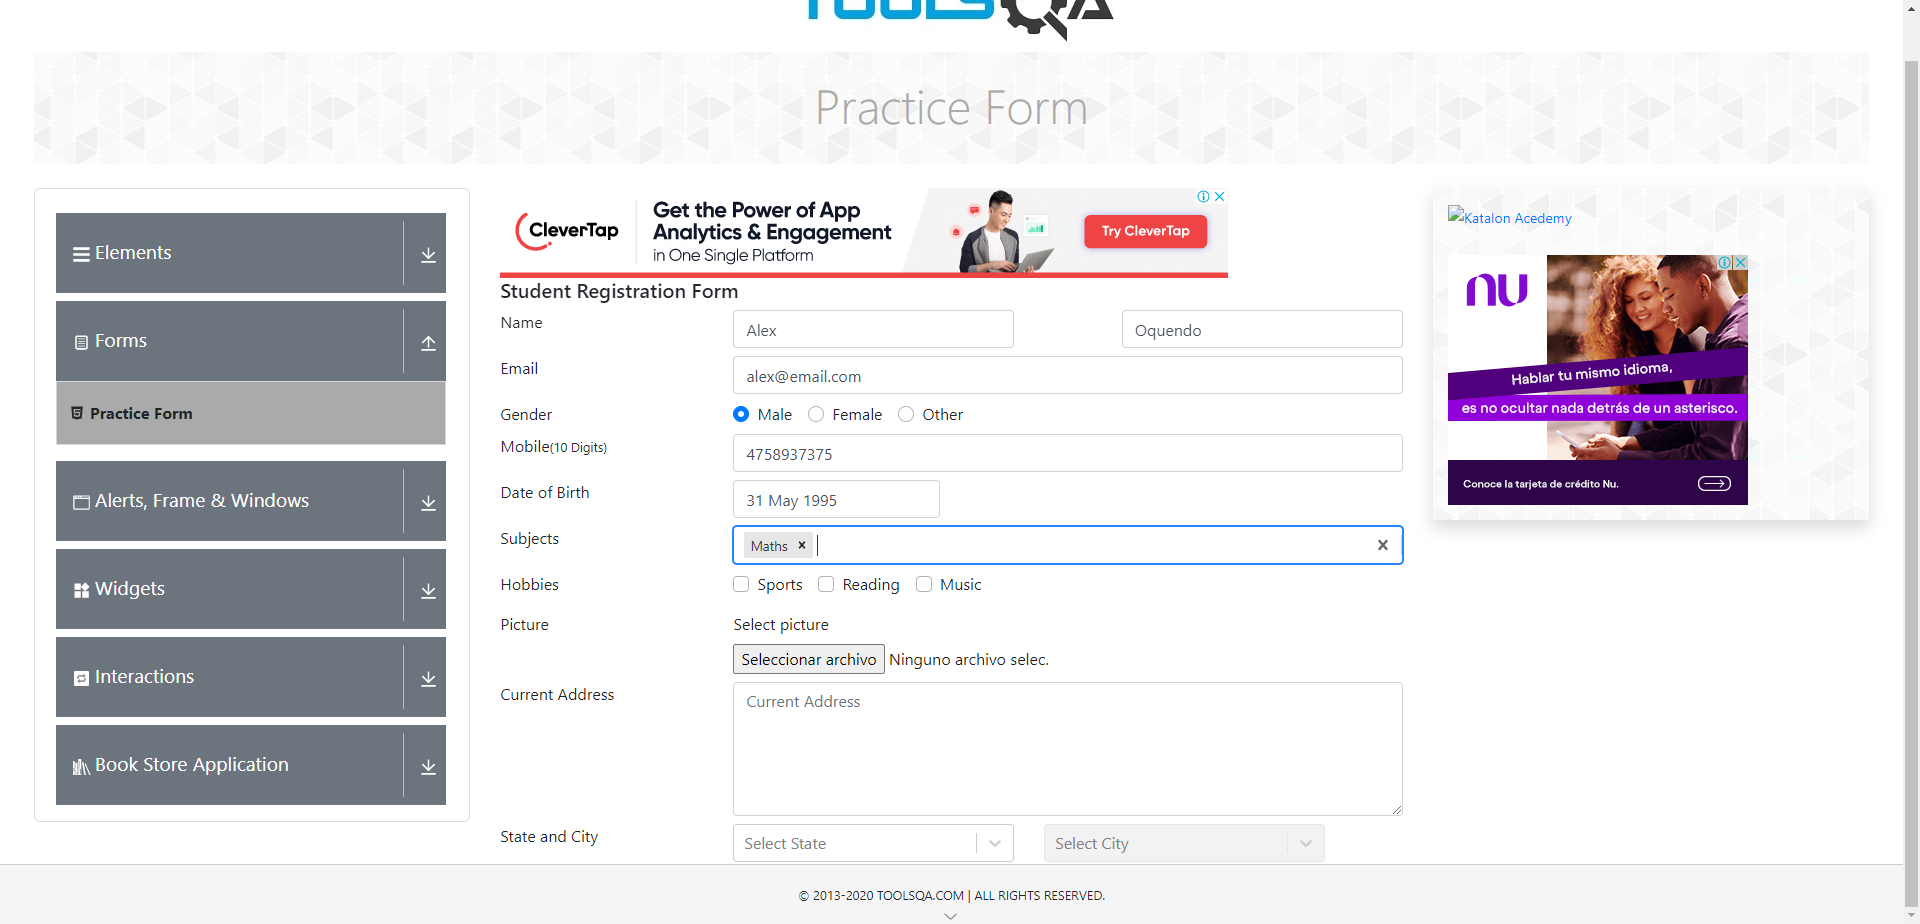 TOOLSQA
Practice Form
Elements
Forms
Practice Form
Alerts, Frame & Windows
Widgets
Interactions
Book Store Application
CleverTap
Get the Power of App
Analytics & Engagement
in One Single Platform
Try CleverTap
Student Registration Form
Name
Alex
Oquendo
Email
alex@email.com
Gender
Male
Female
Other
Mobile(10 Digits)
4758937375
Date of Birth
31 May 1995
Subjects
Maths
Hobbies
Sports
Reading
Music
Picture
Select picture
Seleccionar archivo
Ninguno archivo selec.
Current Address
Current Address
State and City
Select State
Select City
Katalon Acedemy
nu
Hablar tu mismo idioma,
es no ocultar nada detrás de un asterisco.
Conoce la tarjeta de crédito Nu.
© 2013-2020 TOOLSQA.COM | ALL RIGHTS RESERVED.